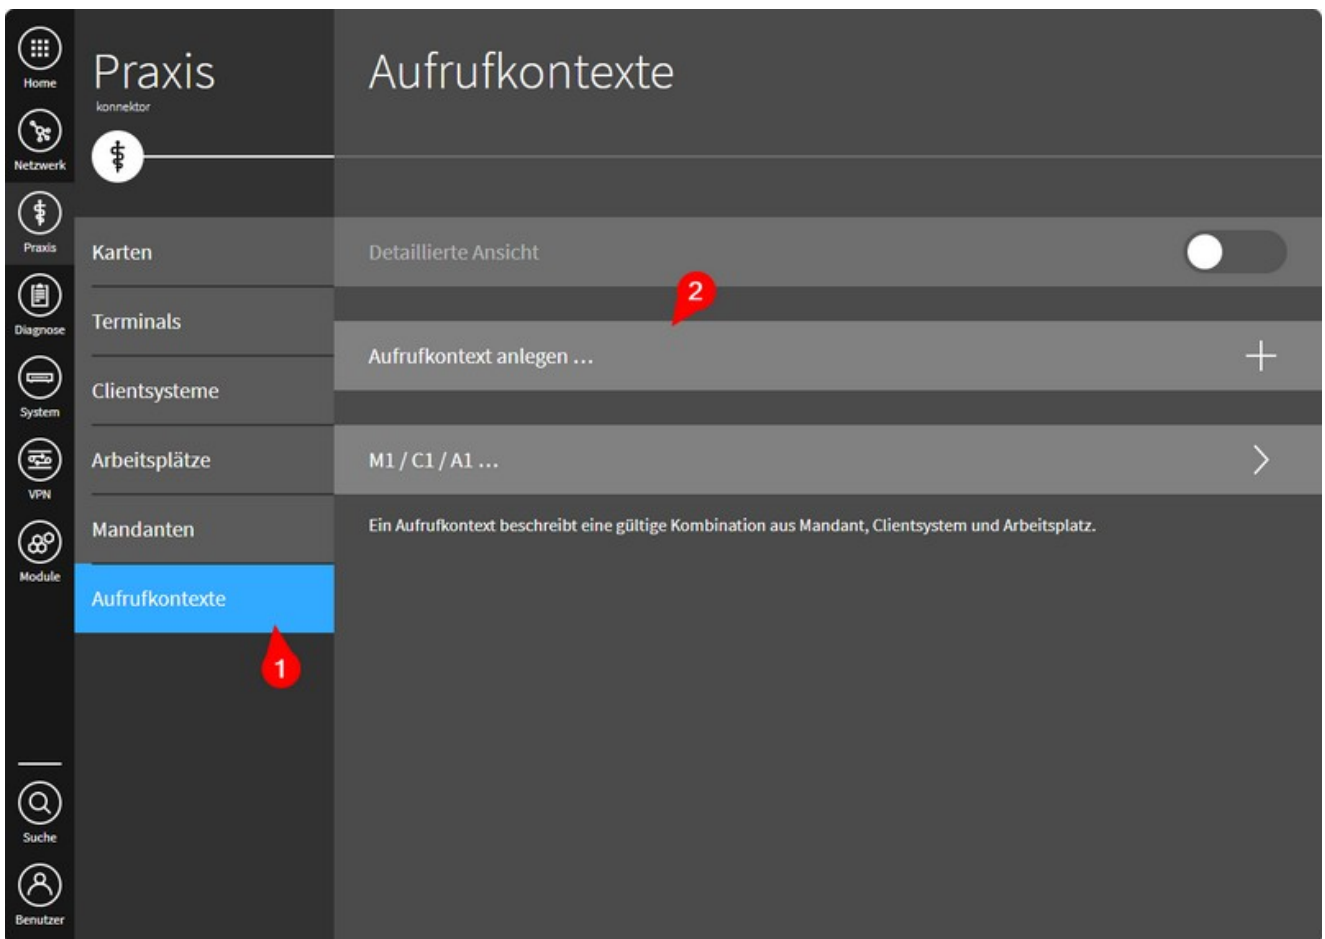 Home
Netzwerk
Praxis
Diagnose
System
VPN
Module
Suche
Benutzer
Praxis
konnektor
Karten
Terminals
Clientsysteme
Arbeitsplätze
Mandanten
Aufrufkontexte
1
Aufrufkontexte
Detaillierte Ansicht
2
Aufrufkontext anlegen ...
M1 / C1 / A1 ...
Ein Aufrufkontext beschreibt eine gültige Kombination aus Mandant, Clientsystem und Arbeitsplatz.